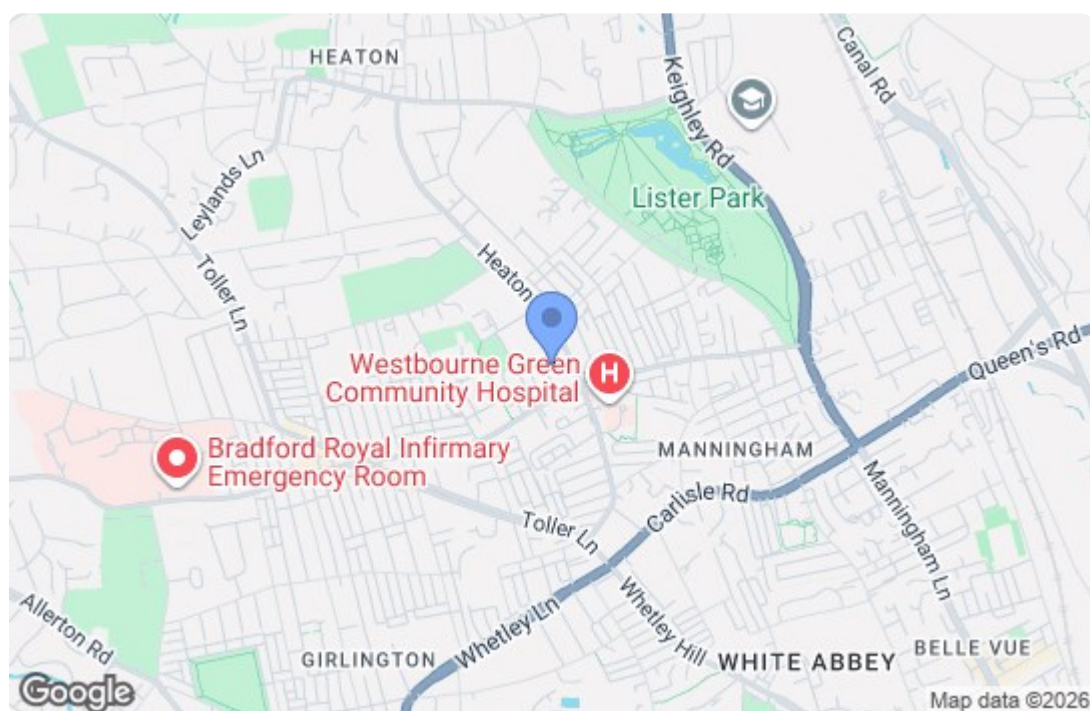 HEATON
Canal Rd
Keighley Rd
Leylands Ln
Lister Park
Toller Ln
Heaton
Queen's Rd
Westbourne Green
Community Hospital
H
Bradford Royal Infirmary
Emergency Room
MANNINGHAM
Carlisle Rd
Manningham Ln
Toller Ln
Allerton Rd
Whetley Ln
Whetley Hill
GIRLINGTON
WHITE ABBEY
BELLE VUE
Google
Map data ©2026